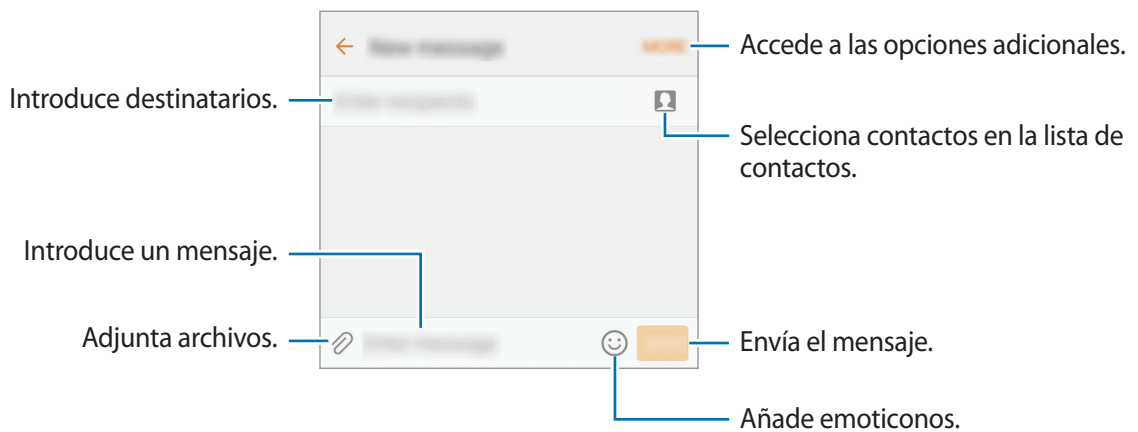 Accede a las opciones adicionales.
Introduce destinatarios.
Selecciona contactos en la lista de
contactos.
Introduce un mensaje.
Adjunta archivos.
Envía el mensaje.
Añade emoticonos.